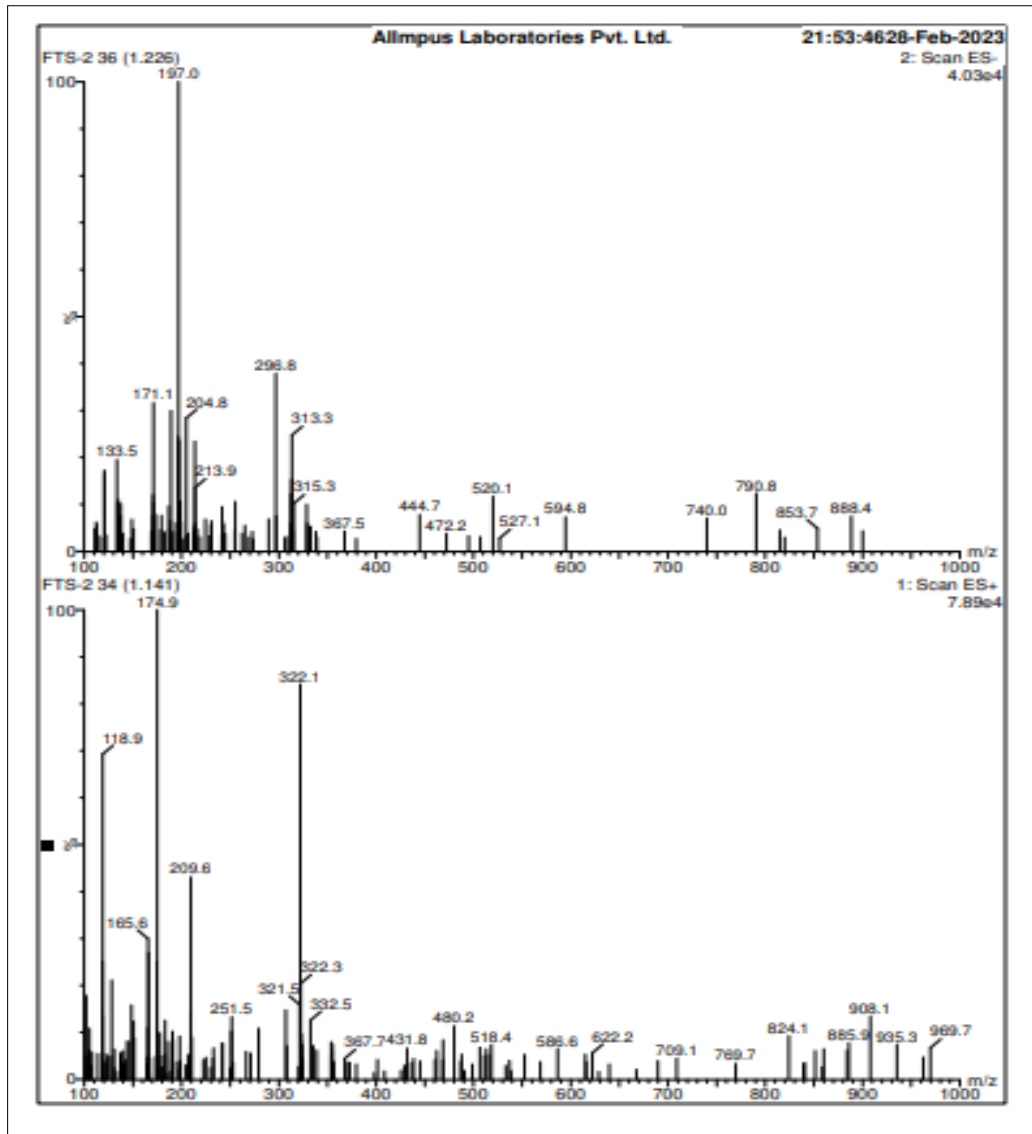 Allmpus Laboratories Pvt. Ltd. 21:53:4628-Feb-2023
FTS-2 36 (1.226) 2: Scan ES-
197.0 4.03e4
100
%
296.8
171.1 204.8
313.3
133.5
213.9
315.3
790.8
520.1
444.7 594.8 740.0 888.4
367.5 472.2 527.1 853.7
0 m/z
100 200 300 400 500 600 700 800 900 1000
FTS-2 34 (1.141) 1: Scan ES+
174.9 7.89e4
100
322.1
118.9
%
209.6
165.6
322.3
321.5
251.5 332.5 480.2 908.1
367.7 431.8 518.4 622.2 824.1 885.9 935.3 969.7
586.6 709.1 769.7
0 m/z
100 200 300 400 500 600 700 800 900 1000